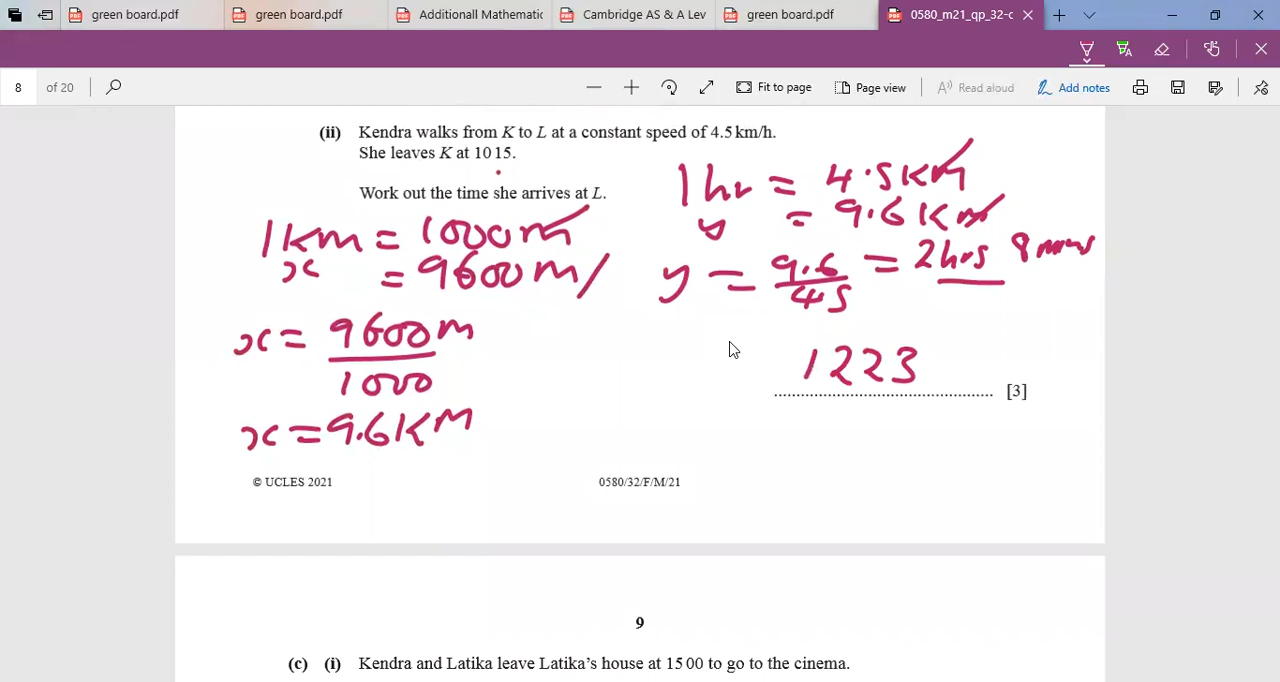 green board.pdf
green board.pdf
Additionall Mathematic
Cambridge AS & A Lev
green board.pdf
0580_m21_qp_32-c
8 of 20
Fit to page
Page view
Read aloud
Add notes
(ii) Kendra walks from K to L at a constant speed of 4.5 km/h.
She leaves K at 10 15.
Work out the time she arrives at L.
1km = 1000m
x = 9600m
x = 9600m
1000
x = 9.6KM
1hr = 4.5KM
y = 9.6KM
y = 9.6 = 2hrs 8mins
4.5
1223
[3]
© UCLES 2021
0580/32/F/M/21
9
(c) (i) Kendra and Latika leave Latika's house at 15 00 to go to the cinema.